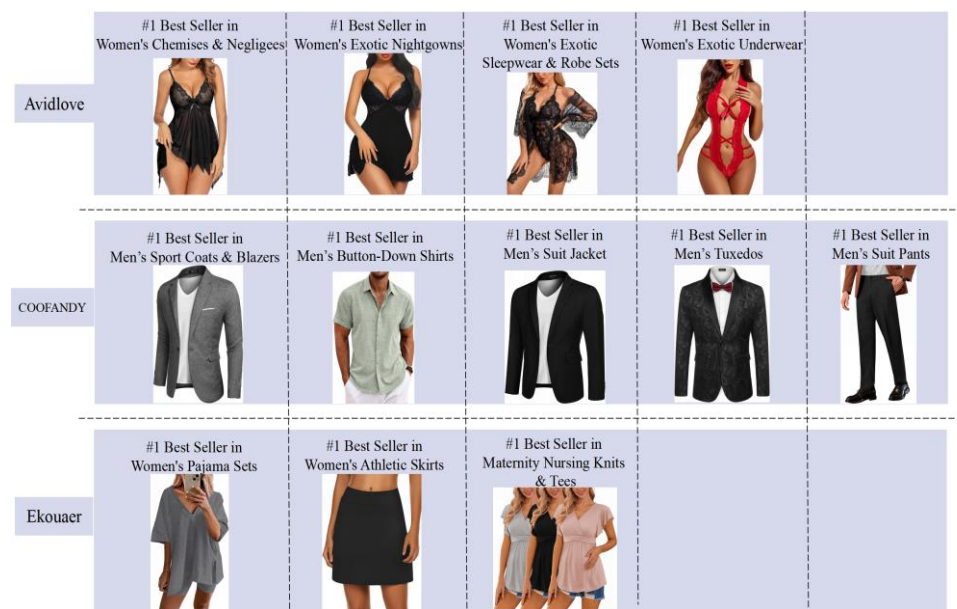 Avidlove
#1 Best Seller in
Women's Chemises & Negligees
#1 Best Seller in
Women's Exotic Nightgowns
#1 Best Seller in
Women's Exotic
Sleepwear & Robe Sets
#1 Best Seller in
Women's Exotic Underwear
COOFANDY
#1 Best Seller in
Men’s Sport Coats & Blazers
#1 Best Seller in
Men’s Button-Down Shirts
#1 Best Seller in
Men’s Suit Jacket
#1 Best Seller in
Men’s Tuxedos
#1 Best Seller in
Men’s Suit Pants
Ekouaer
#1 Best Seller in
Women's Pajama Sets
#1 Best Seller in
Women's Athletic Skirts
#1 Best Seller in
Maternity Nursing Knits
& Tees